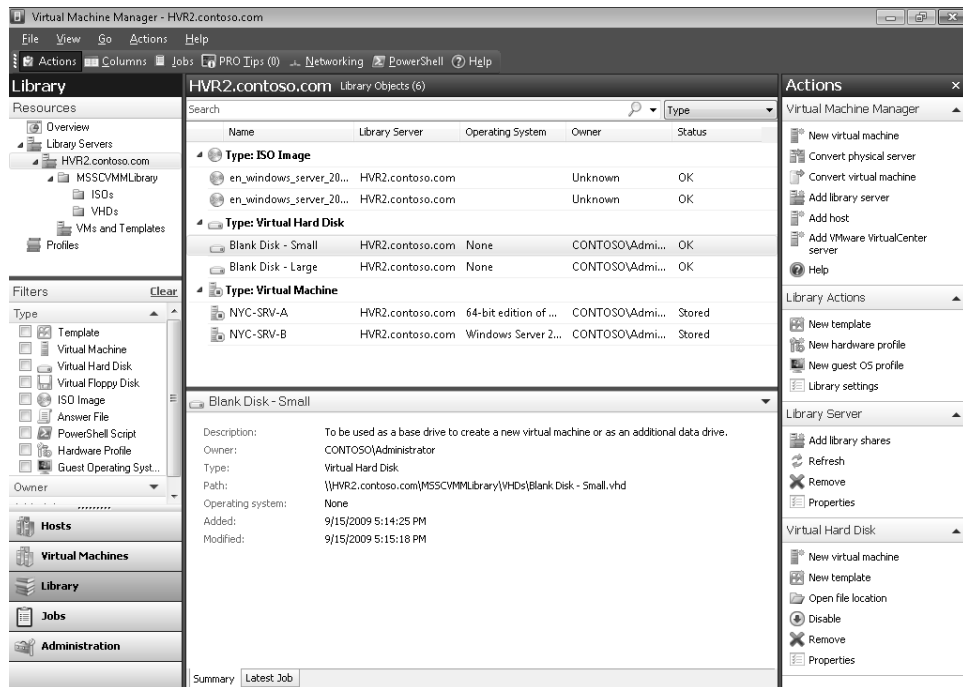 Virtual Machine Manager - HVR2.contoso.com
File View Go Actions Help
Actions Columns Jobs PRO Tips (0) Networking PowerShell Help
Library
Resources
Overview
Library Servers
HVR2.contoso.com
MSSCVMMLibrary
ISOs
VHDs
VMs and Templates
Profiles
Filters Clear
Type
Template
Virtual Machine
Virtual Hard Disk
Virtual Floppy Disk
ISO Image
Answer File
PowerShell Script
Hardware Profile
Guest Operating Syst...
Owner
Hosts
Virtual Machines
Library
Jobs
Administration
HVR2.contoso.com Library Objects (6)
Search Type
Name Library Server Operating System Owner Status
Type: ISO Image
en_windows_server_20... HVR2.contoso.com Unknown OK
en_windows_server_20... HVR2.contoso.com Unknown OK
Type: Virtual Hard Disk
Blank Disk - Small HVR2.contoso.com None CONTOSO\Admi... OK
Blank Disk - Large HVR2.contoso.com None CONTOSO\Admi... OK
Type: Virtual Machine
NYC-SRV-A HVR2.contoso.com 64-bit edition of ... CONTOSO\Admi... Stored
NYC-SRV-B HVR2.contoso.com Windows Server 2... CONTOSO\Admi... Stored
Blank Disk - Small
Description: To be used as a base drive to create a new virtual machine or as an additional data drive.
Owner: CONTOSO\Administrator
Type: Virtual Hard Disk
Path: \\HVR2.contoso.com\MSSCVMMLibrary\VHDs\Blank Disk - Small.vhd
Operating system: None
Added: 9/15/2009 5:14:25 PM
Modified: 9/15/2009 5:15:18 PM
Summary Latest Job
Actions
Virtual Machine Manager
New virtual machine
Convert physical server
Convert virtual machine
Add library server
Add host
Add VMware VirtualCenter
server
Help
Library Actions
New template
New hardware profile
New guest OS profile
Library settings
Library Server
Add library shares
Refresh
Remove
Properties
Virtual Hard Disk
New virtual machine
New template
Open file location
Disable
Remove
Properties